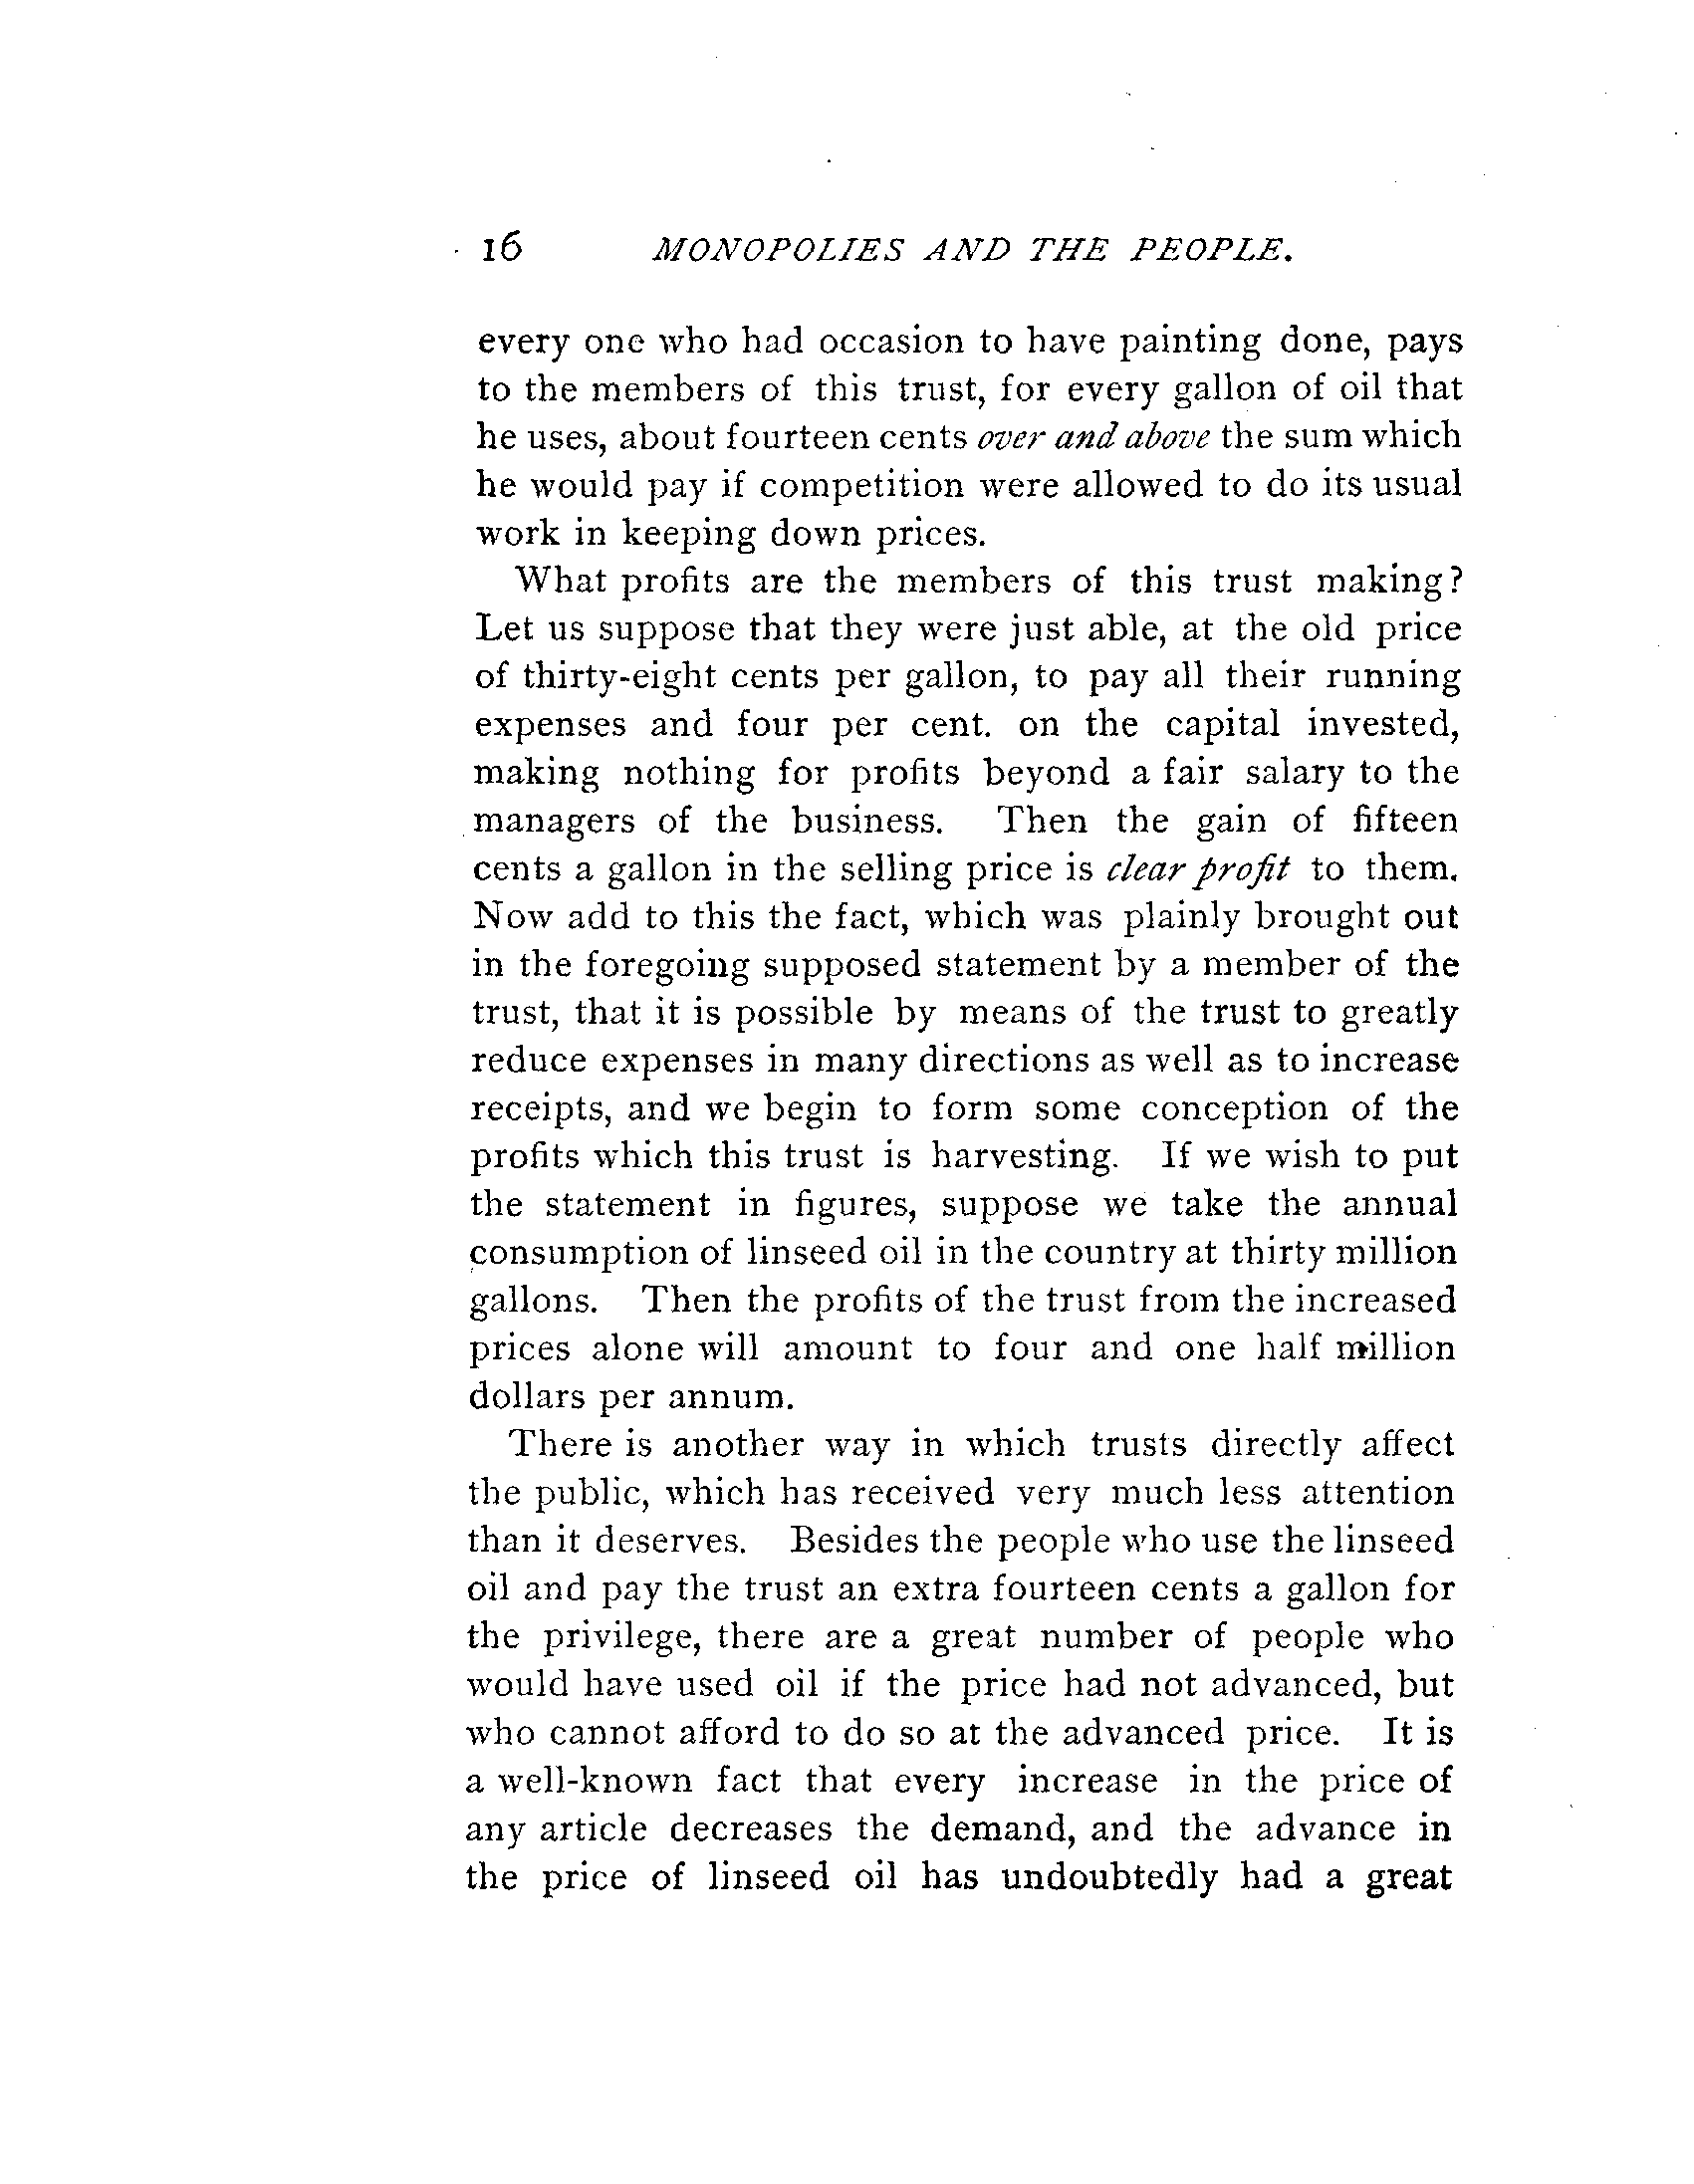 16 MONOPOLIES AND THE PEOPLE.
every one who had occasion to have painting done, pays
to the members of this trust, for every gallon of oil that
he uses, about fourteen cents over and above the sum which
he would pay if competition were allowed to do its usual
work in keeping down prices.
What profits are the members of this trust making?
Let us suppose that they were just able, at the old price
of thirty-eight cents per gallon, to pay all their running
expenses and four per cent. on the capital invested,
making nothing for profits beyond a fair salary to the
managers of the business. Then the gain of fifteen
cents a gallon in the selling price is clear profit to them.
Now add to this the fact, which was plainly brought out
in the foregoing supposed statement by a member of the
trust, that it is possible by means of the trust to greatly
reduce expenses in many directions as well as to increase
receipts, and we begin to form some conception of the
profits which this trust is harvesting. If we wish to put
the statement in figures, suppose we take the annual
consumption of linseed oil in the country at thirty million
gallons. Then the profits of the trust from the increased
prices alone will amount to four and one half million
dollars per annum.
There is another way in which trusts directly affect
the public, which has received very much less attention
than it deserves. Besides the people who use the linseed
oil and pay the trust an extra fourteen cents a gallon for
the privilege, there are a great number of people who
would have used oil if the price had not advanced, but
who cannot afford to do so at the advanced price. It is
a well-known fact that every increase in the price of
any article decreases the demand, and the advance in
the price of linseed oil has undoubtedly had a great